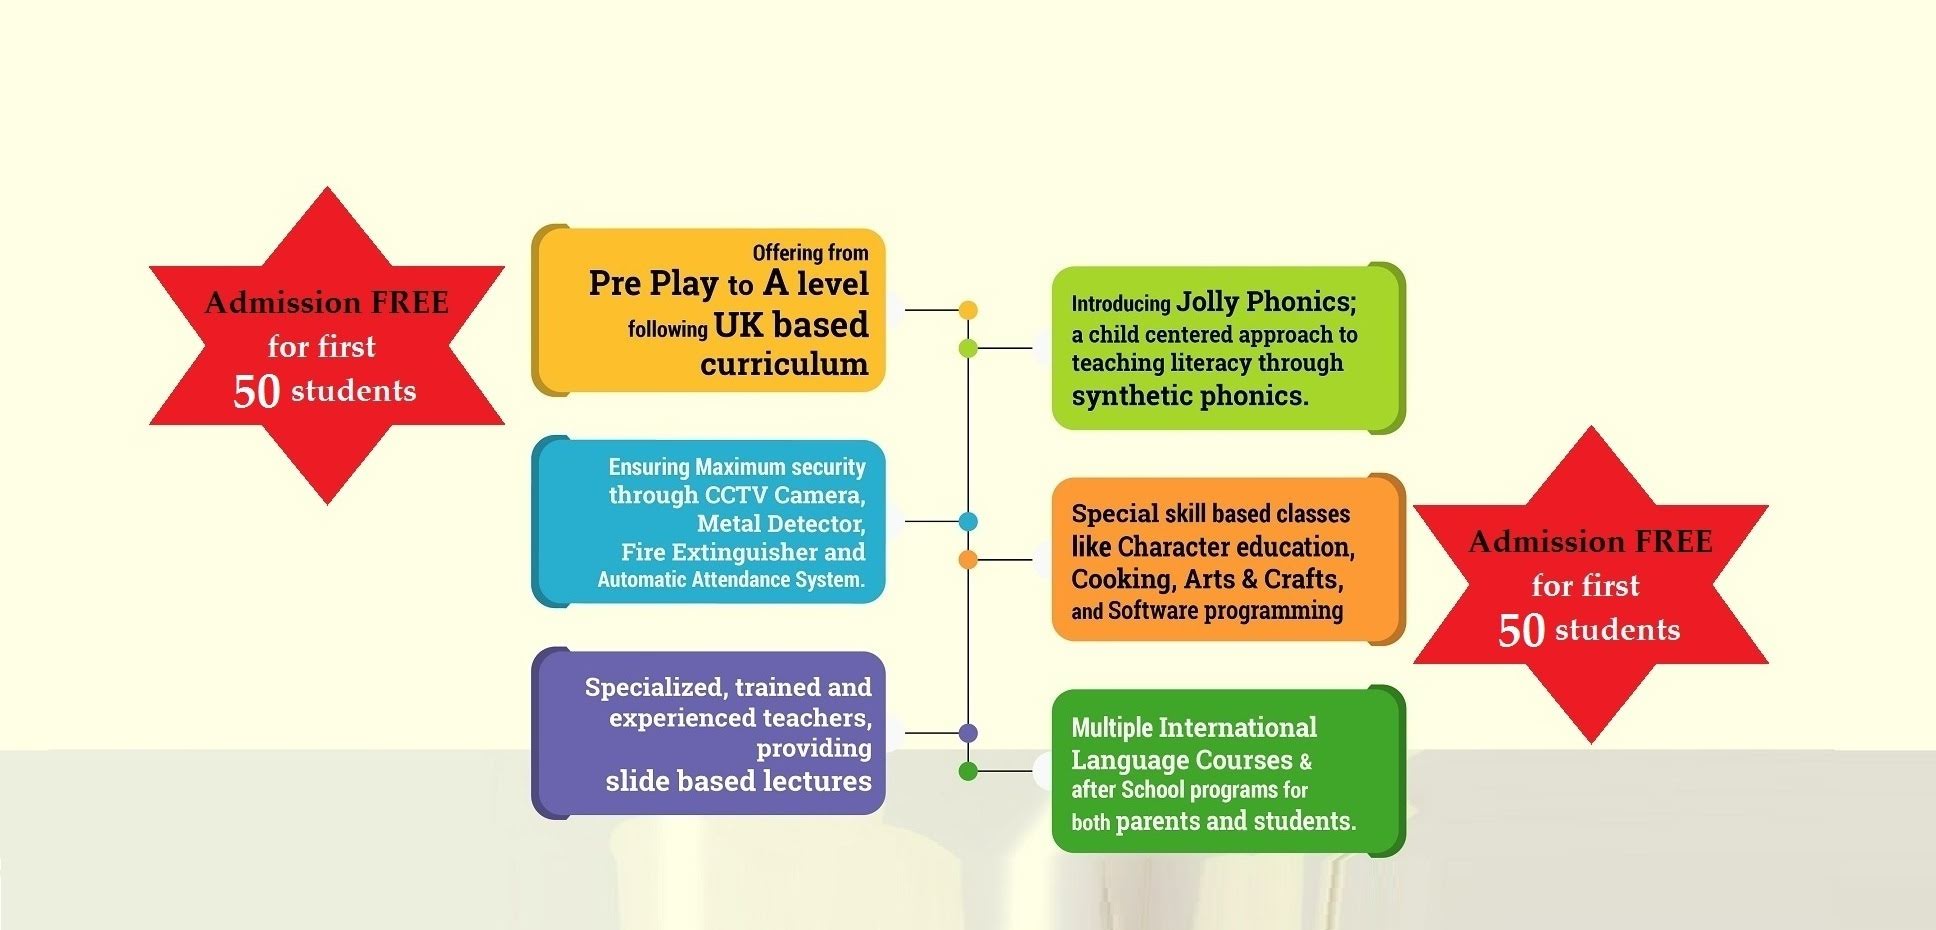 Admission FREE
for first
50 students
Offering from
Pre Play to A level
following UK based
curriculum
Introducing Jolly Phonics;
a child centered approach to
teaching literacy through
synthetic phonics.
Ensuring Maximum security
through CCTV Camera,
Metal Detector,
Fire Extinguisher and
Automatic Attendance System.
Special skill based classes
like Character education,
Cooking, Arts & Crafts,
and Software programming
Admission FREE
for first
50 students
Specialized, trained and
experienced teachers,
providing
slide based lectures
Multiple International
Language Courses &
after School programs for
both parents and students.